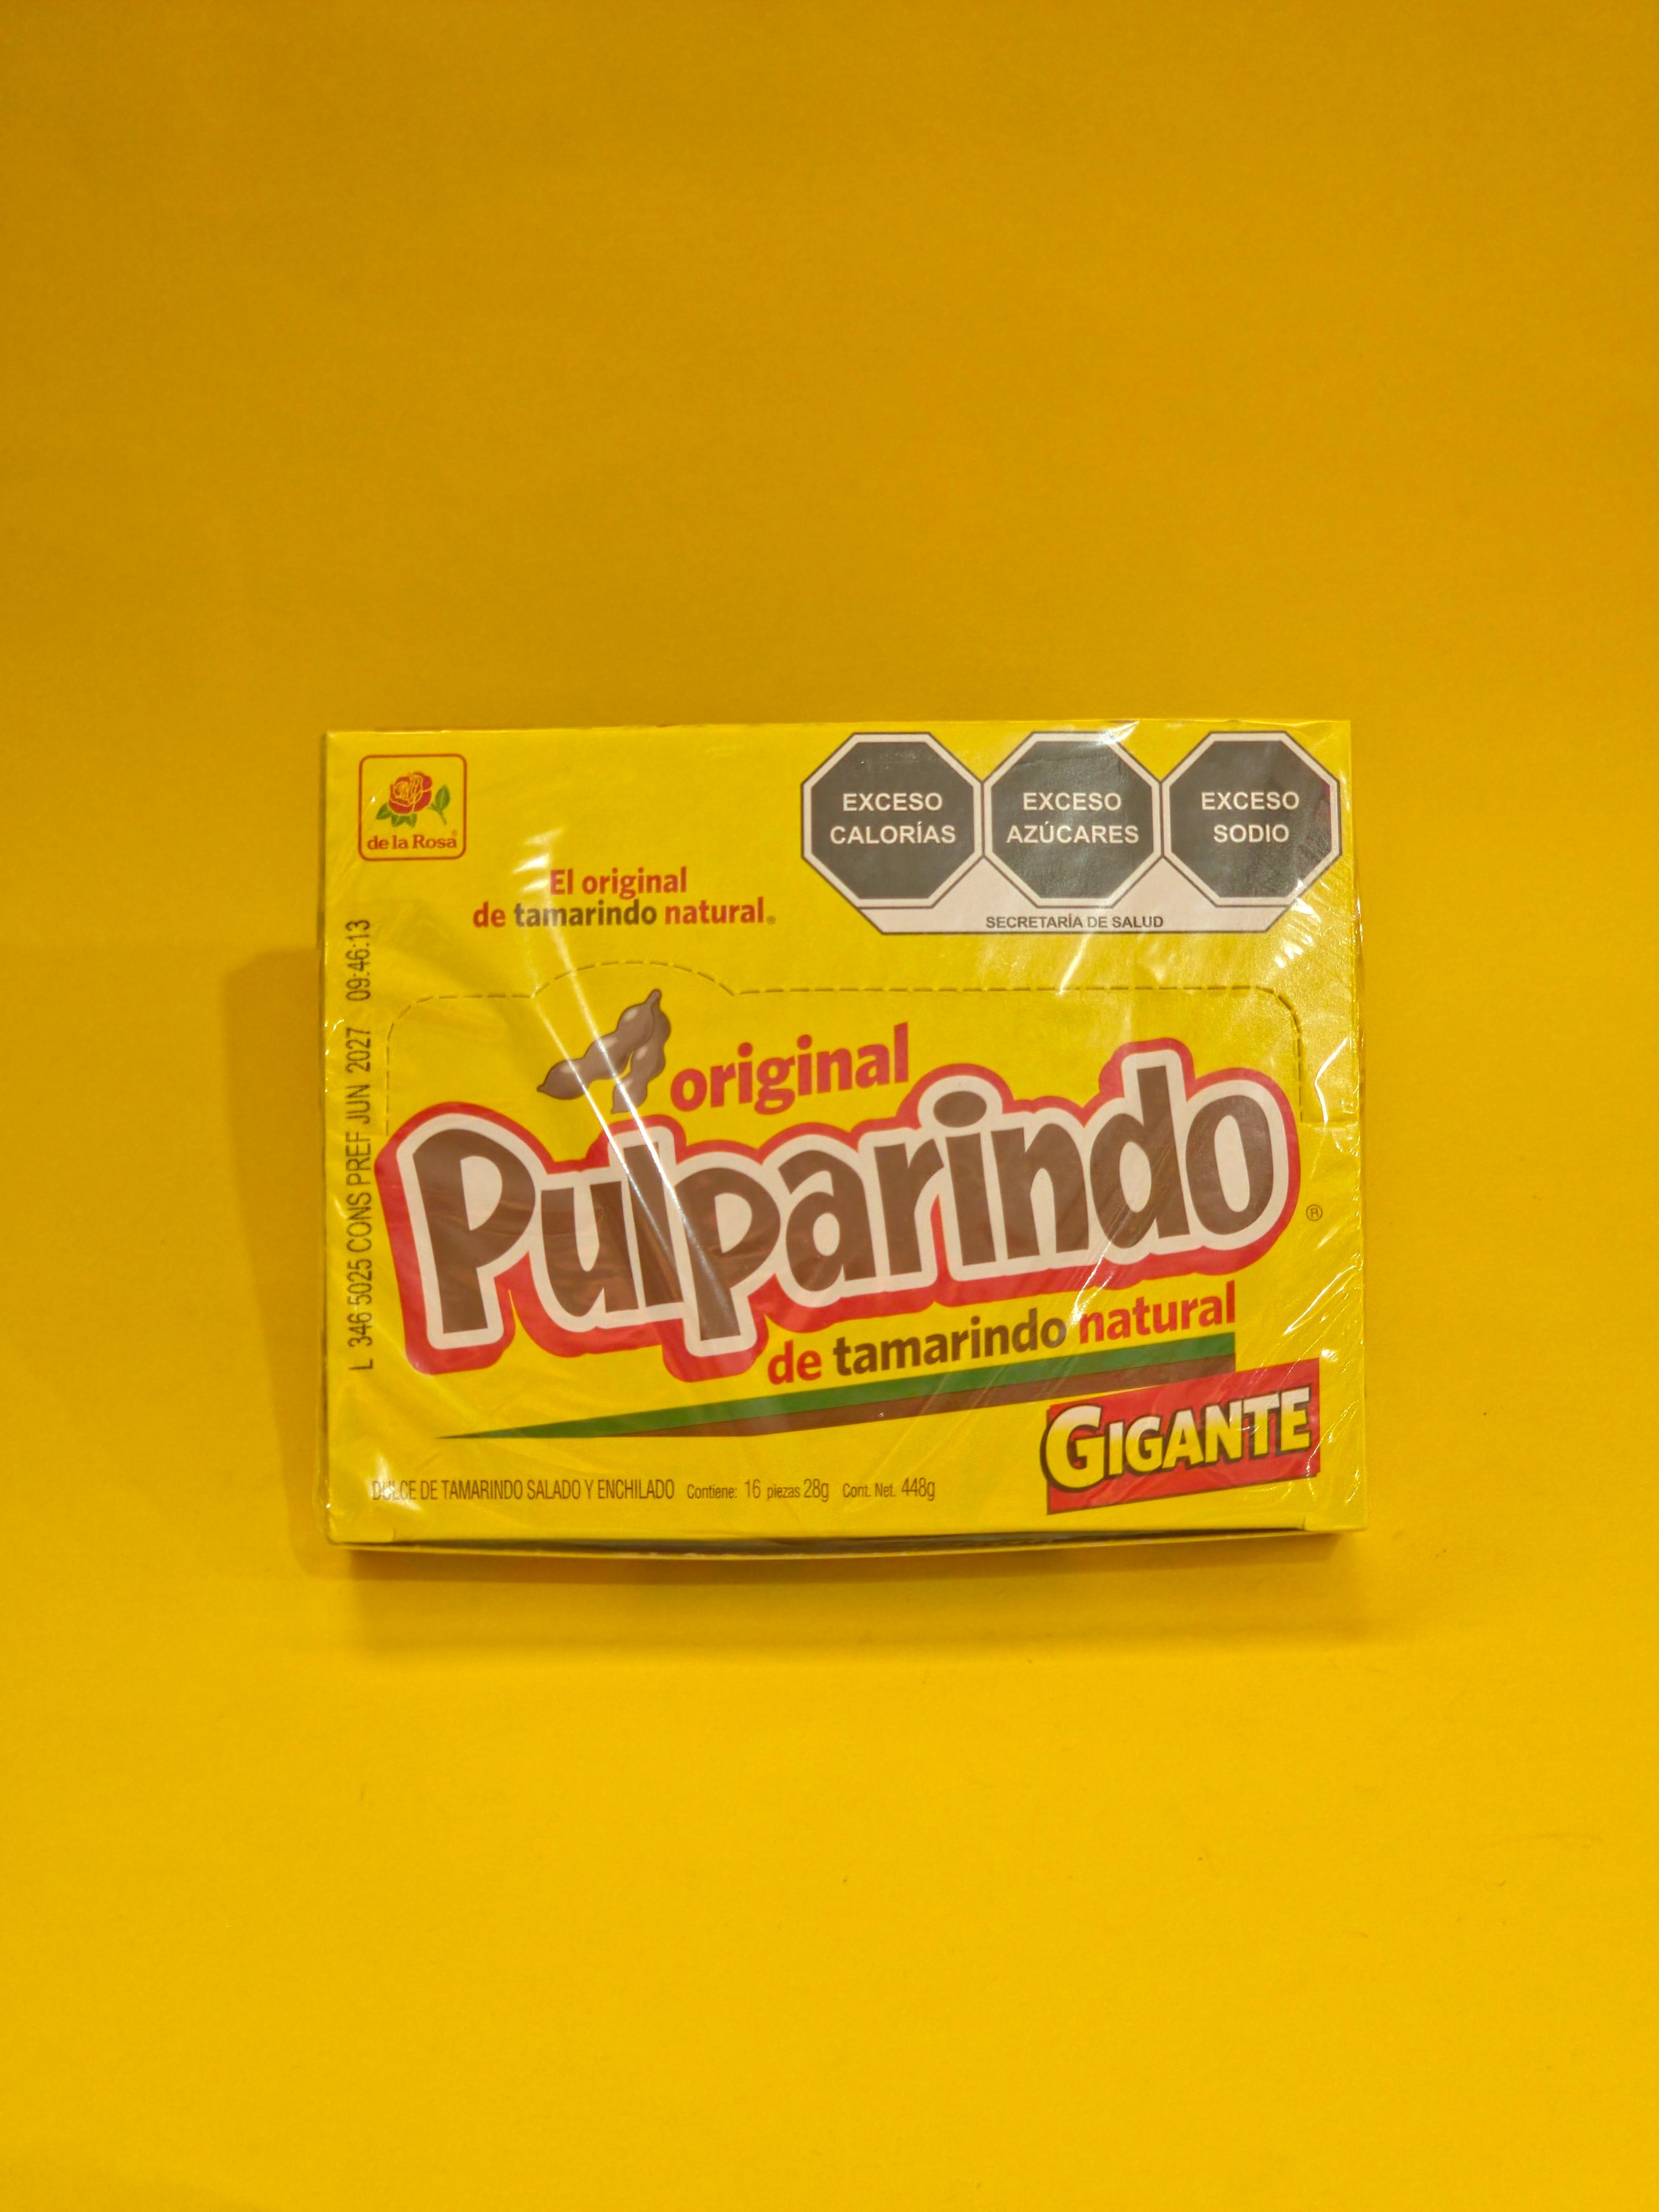 de la Rosa®
El original
de tamarindo natural®
EXCESO
CALORÍAS
EXCESO
AZÚCARES
EXCESO
SODIO
SECRETARÍA DE SALUD
L 346 5025 CONS PREF JUN 2027 09:46:13
original
Pulparindo®
de tamarindo natural
GIGANTE
DULCE DE TAMARINDO SALADO Y ENCHILADO Contiene: 16 piezas 28g Cont. Net. 448g